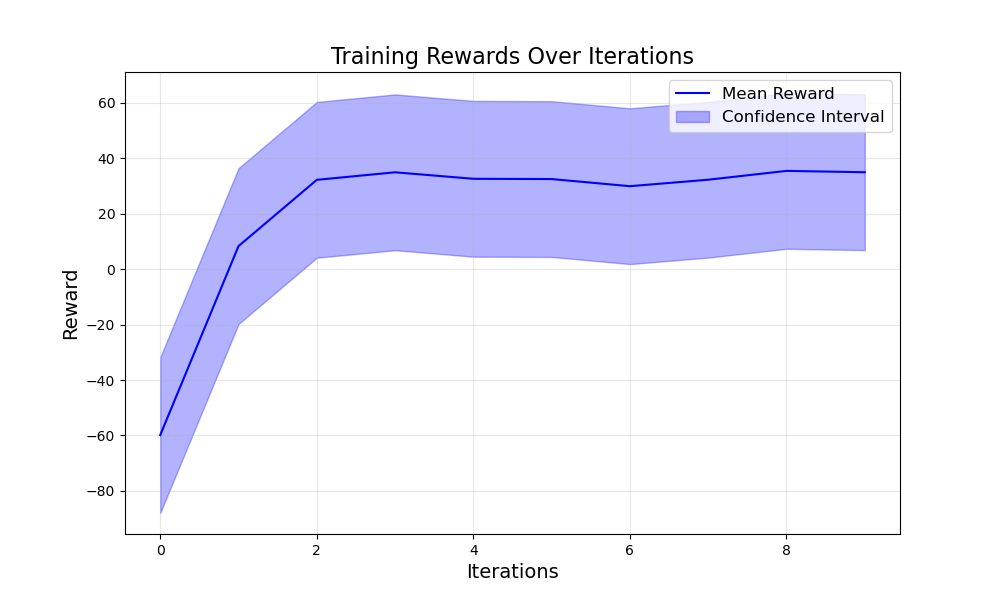 Training Rewards Over Iterations
Mean Reward
Confidence Interval
Reward
60
40
20
0
−20
−40
−60
−80
0 2 4 6 8
Iterations